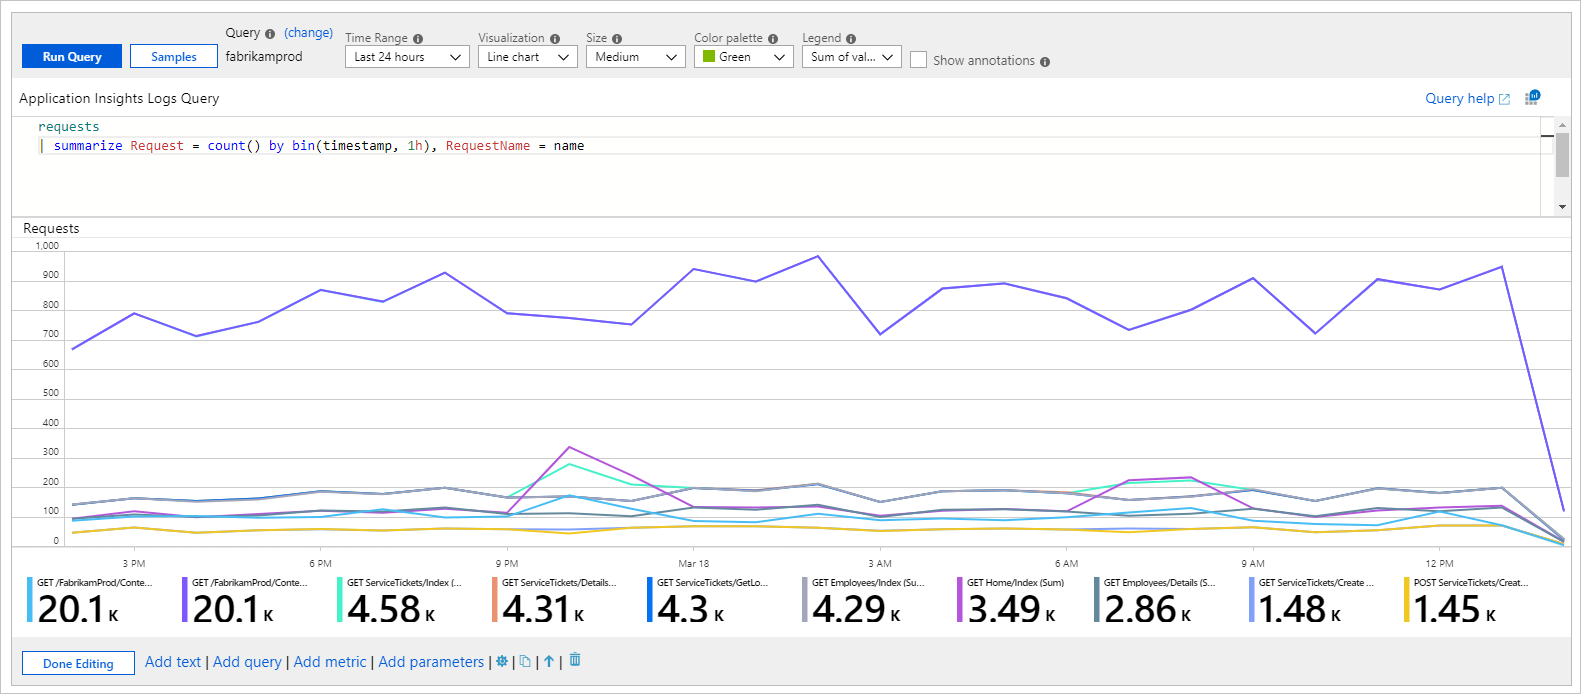 Run Query
Samples
Query (change)
fabrikamprod
Time Range
Last 24 hours
Visualization
Line chart
Size
Medium
Color palette
Green
Legend
Sum of val...
Show annotations
Application Insights Logs Query
Query help
requests
| summarize Request = count() by bin(timestamp, 1h), RequestName = name
Requests
1,000
900
800
700
600
500
400
300
200
100
0
3 PM
6 PM
9 PM
Mar 18
3 AM
6 AM
9 AM
12 PM
GET /FabrikamProd/Conte...
20.1 K
GET /FabrikamProd/Conte...
20.1 K
GET ServiceTickets/Index (...
4.58 K
GET ServiceTickets/Details...
4.31 K
GET ServiceTickets/GetLo...
4.3 K
GET Employees/Index (Su...
4.29 K
GET Home/Index (Sum)
3.49 K
GET Employees/Details (S...
2.86 K
GET ServiceTickets/Create ...
1.48 K
POST ServiceTickets/Creat...
1.45 K
Done Editing
Add text | Add query | Add metric | Add parameters | | | |